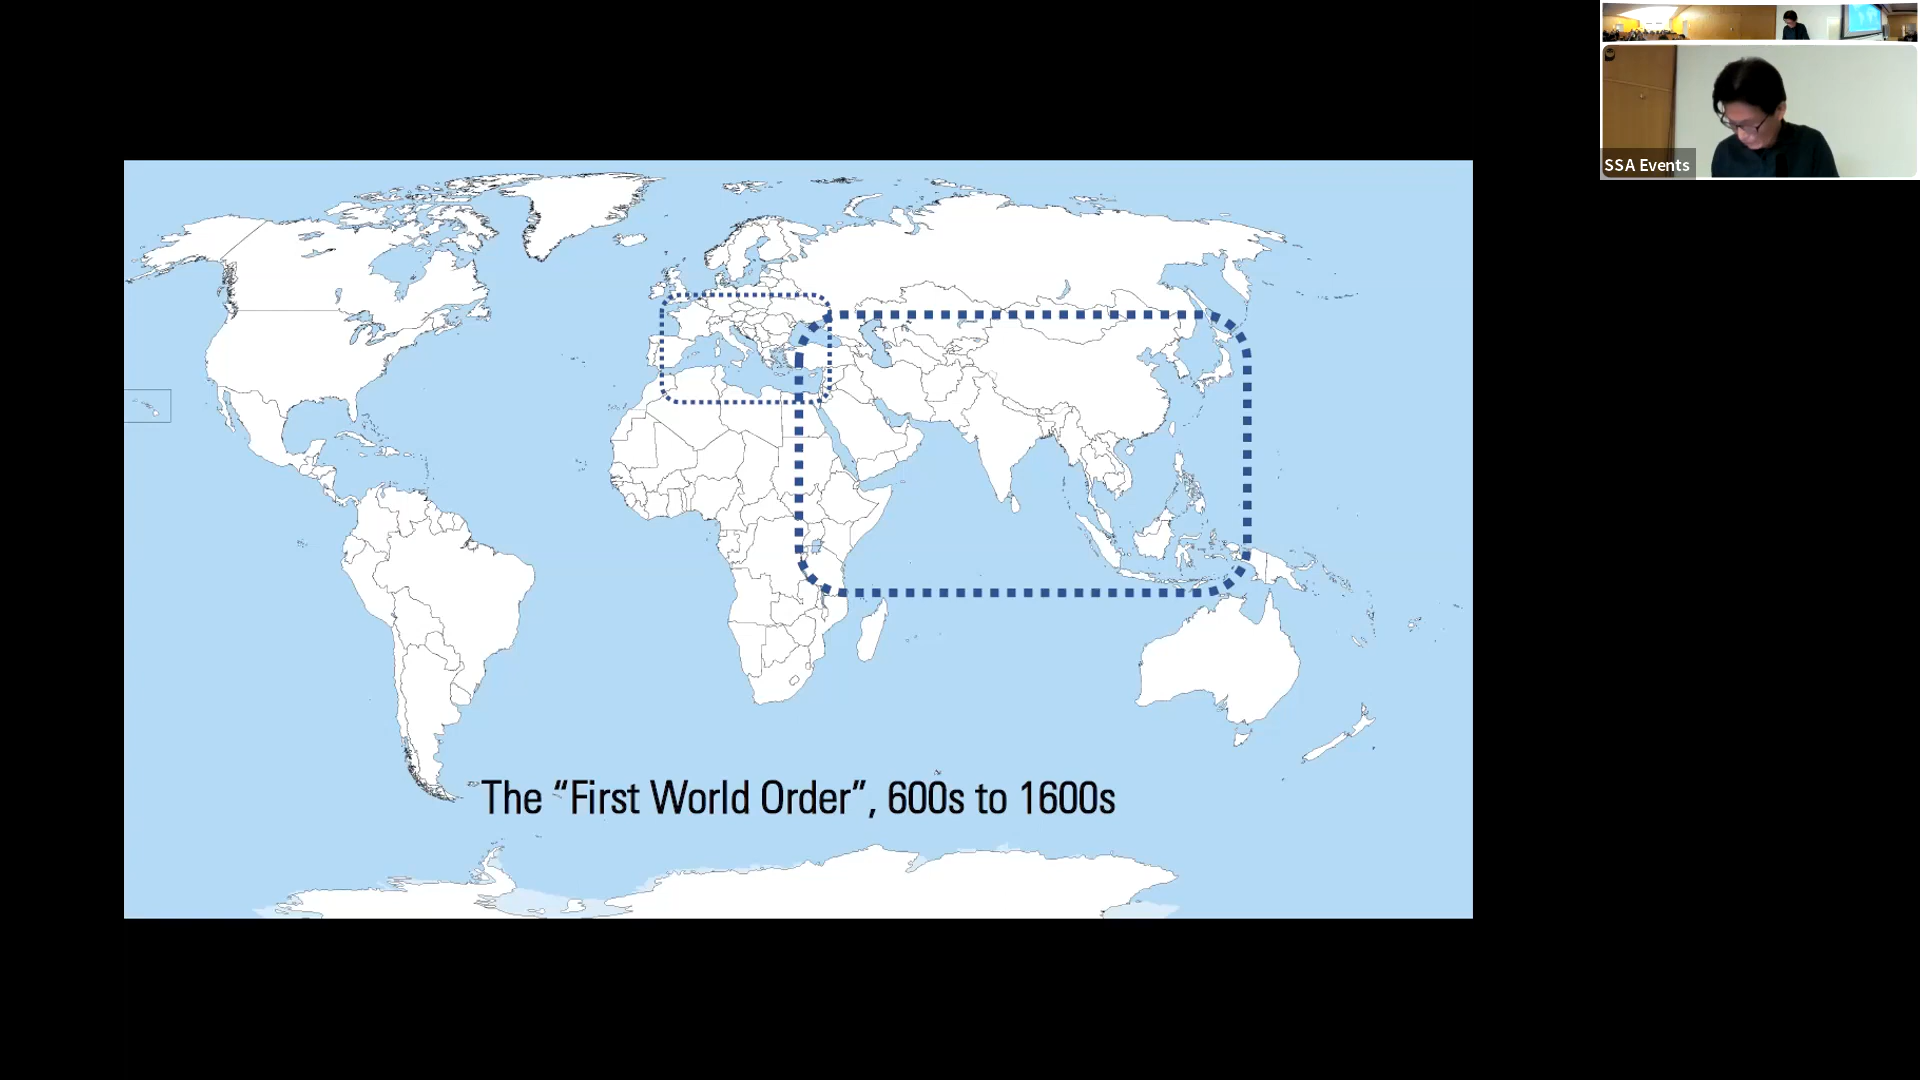 SSA Events
The “First World Order”, 600s to 1600s